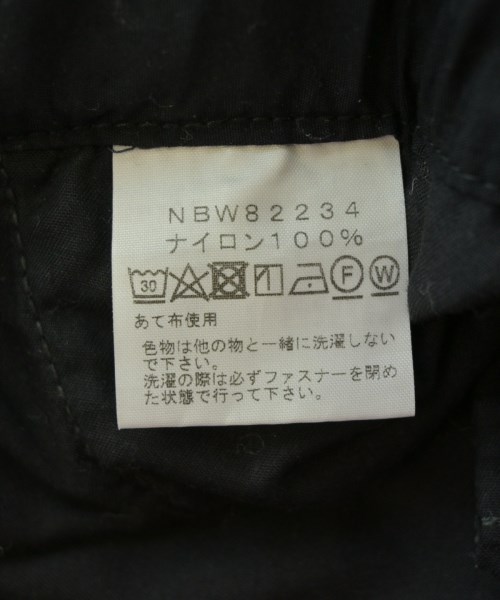 NBW82234
ナイロン100%
30 F W
あて布使用
色物は他の物と一緒に洗濯しない
で下さい。
洗濯の際は必ずファスナーを閉め
た状態で行って下さい。